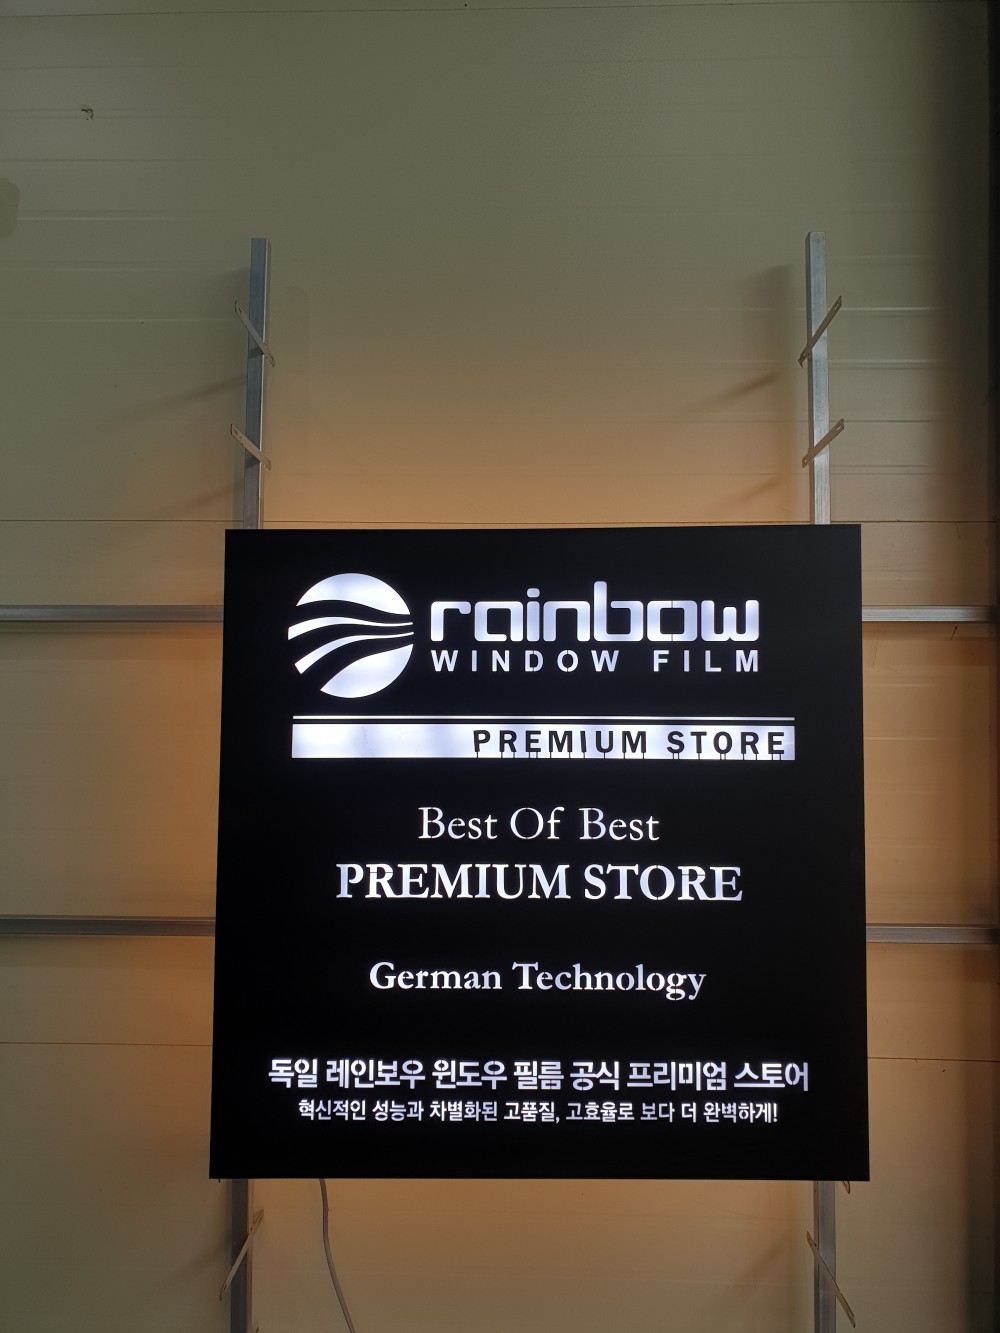 rainbow
WINDOW FILM
PREMIUM STORE
Best Of Best
PREMIUM STORE
German Technology
독일 레인보우 윈도우 필름 공식 프리미엄 스토어
혁신적인 성능과 차별화된 고품질, 고효율로 보다 더 완벽하게!